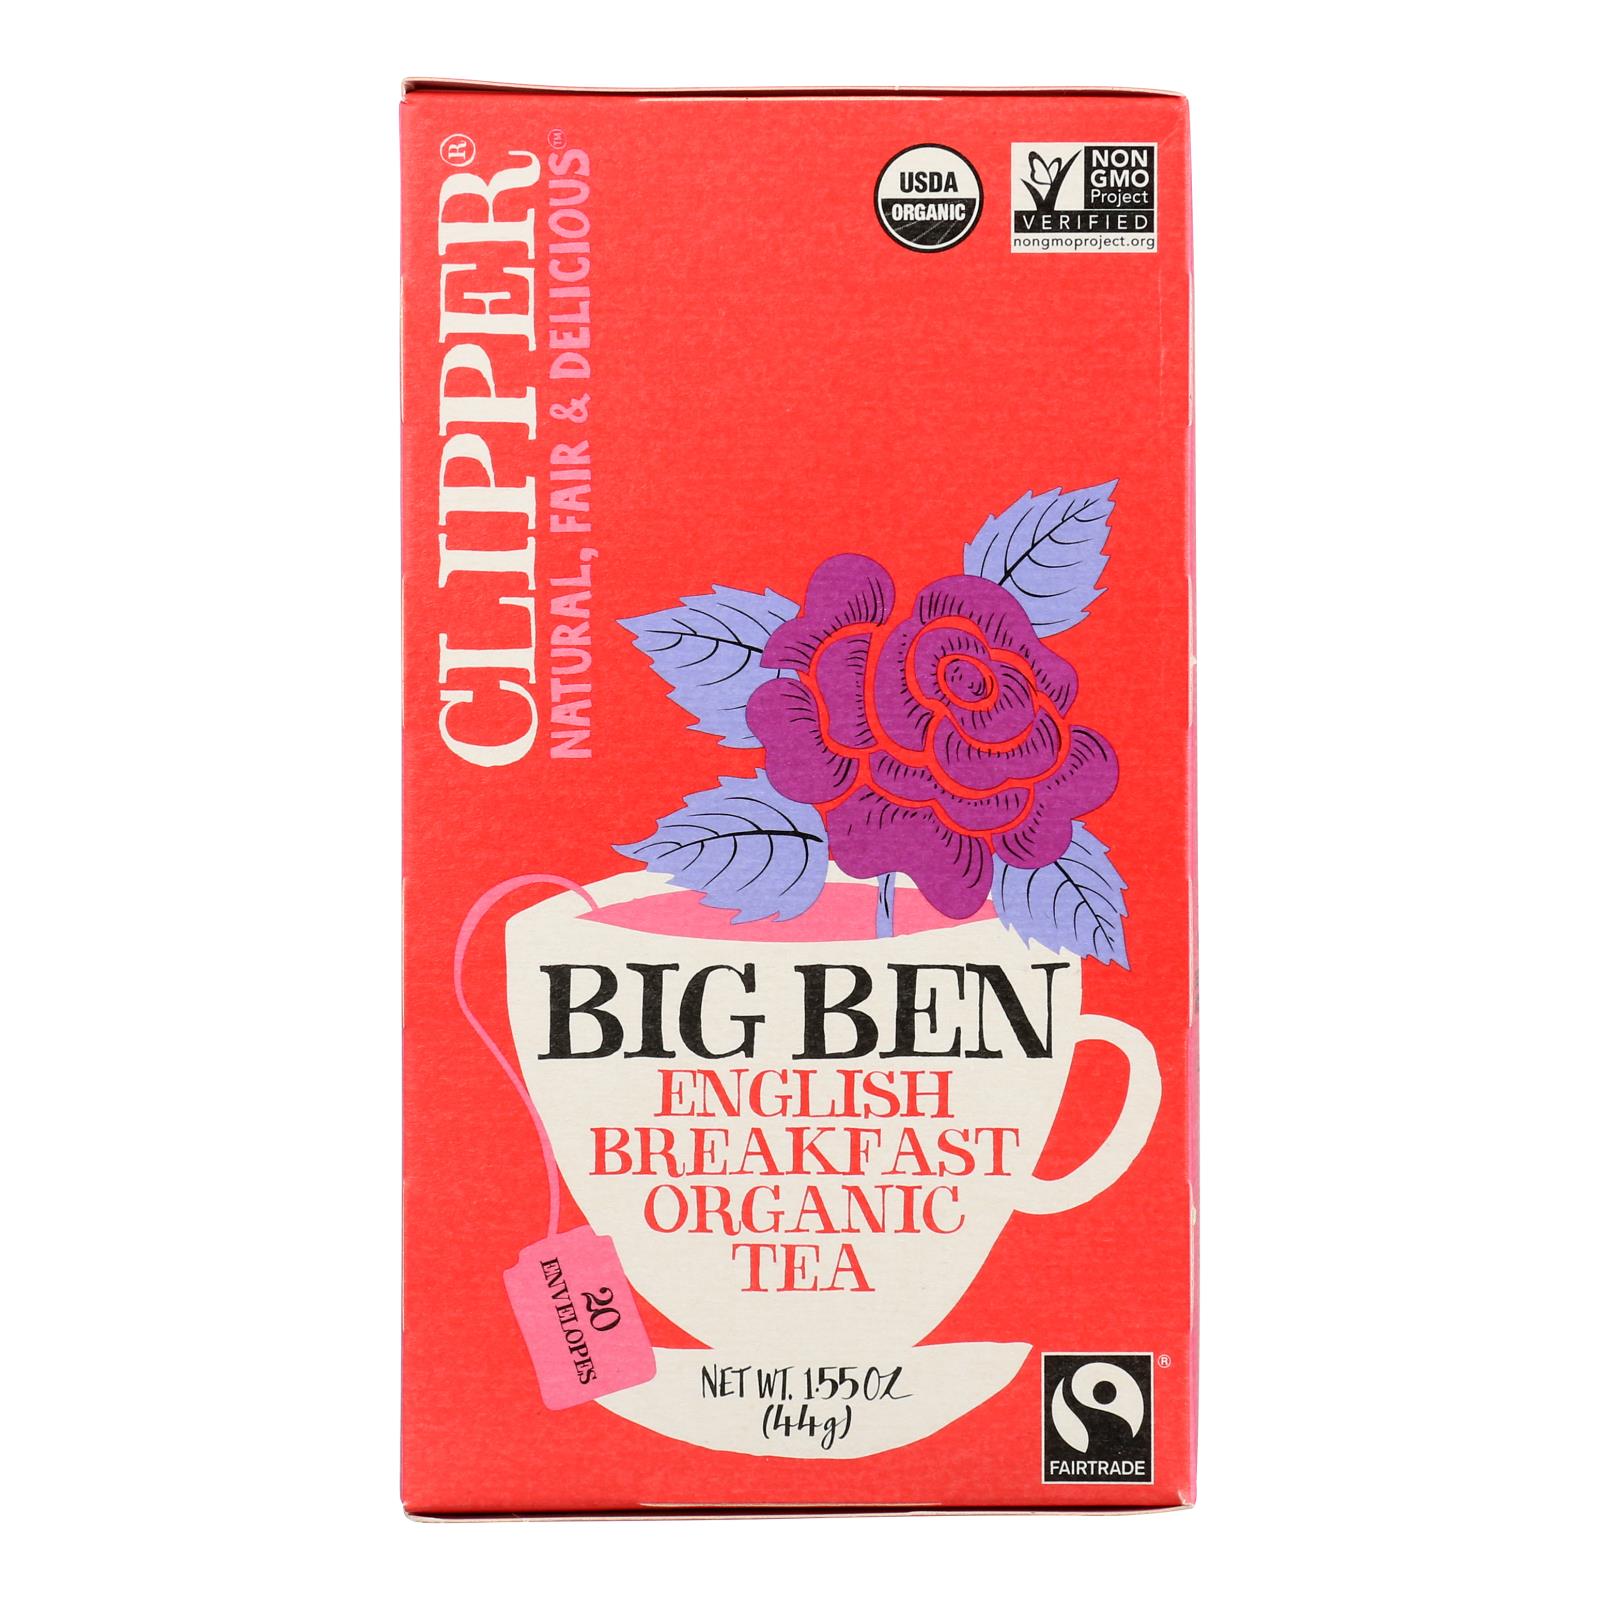 CLIPPER®
NATURAL, FAIR & DELICIOUS™
USDA
ORGANIC
NON
GMO
Project
VERIFIED
nongmoproject.org
BIG BEN
ENGLISH
BREAKFAST
ORGANIC
TEA
20
ENVELOPES
NET WT. 1.55 OZ
(44g)
FAIRTRADE
®